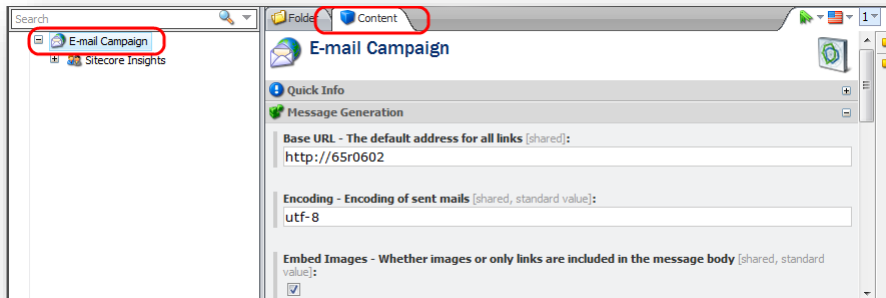 Search
Folder
Content
1
E-mail Campaign
Sitecore Insights
E-mail Campaign
Quick Info
Message Generation
Base URL - The default address for all links [shared]:
http://65r0602
Encoding - Encoding of sent mails [shared, standard value]:
utf-8
Embed Images - Whether images or only links are included in the message body [shared, standard
value]: